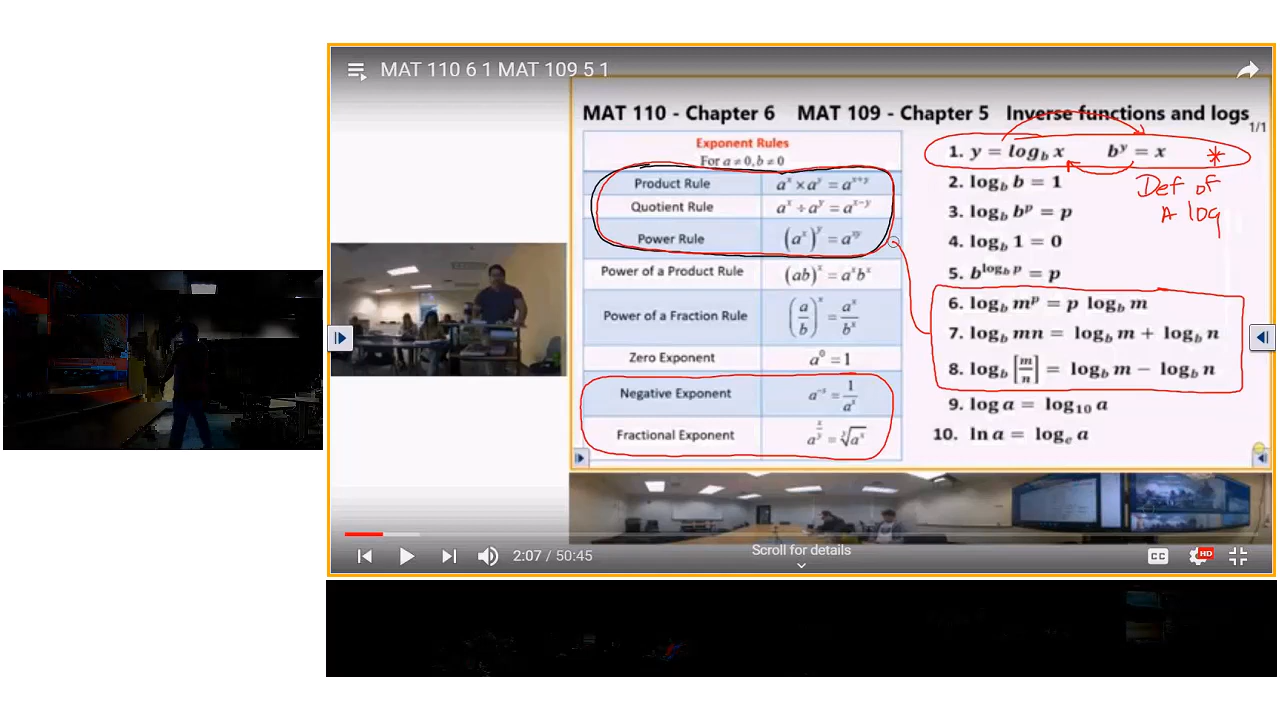 MAT 110 6 1 MAT 109 5 1
MAT 110 - Chapter 6 MAT 109 - Chapter 5 Inverse functions and logs
1/1
Exponent Rules
For a ≠ 0, b ≠ 0
Product Rule a^x × a^y = a^{x+y}
Quotient Rule a^x ÷ a^y = a^{x−y}
Power Rule (a^x)^y = a^{xy}
Power of a Product Rule (ab)^x = a^x b^x
Power of a Fraction Rule (a/b)^x = a^x/b^x
Zero Exponent a^0 = 1
Negative Exponent a^{−x} = 1/a^x
Fractional Exponent a^{x/y} = ʸ√a^x
1. y = log_b x b^y = x *
Def of
A log
2. log_b b = 1
3. log_b b^p = p
4. log_b 1 = 0
5. b^{log_b p} = p
6. log_b m^p = p log_b m
7. log_b mn = log_b m + log_b n
8. log_b [m/n] = log_b m − log_b n
9. log a = log_10 a
10. ln a = log_e a
2:07 / 50:45
Scroll for details
CC
HD